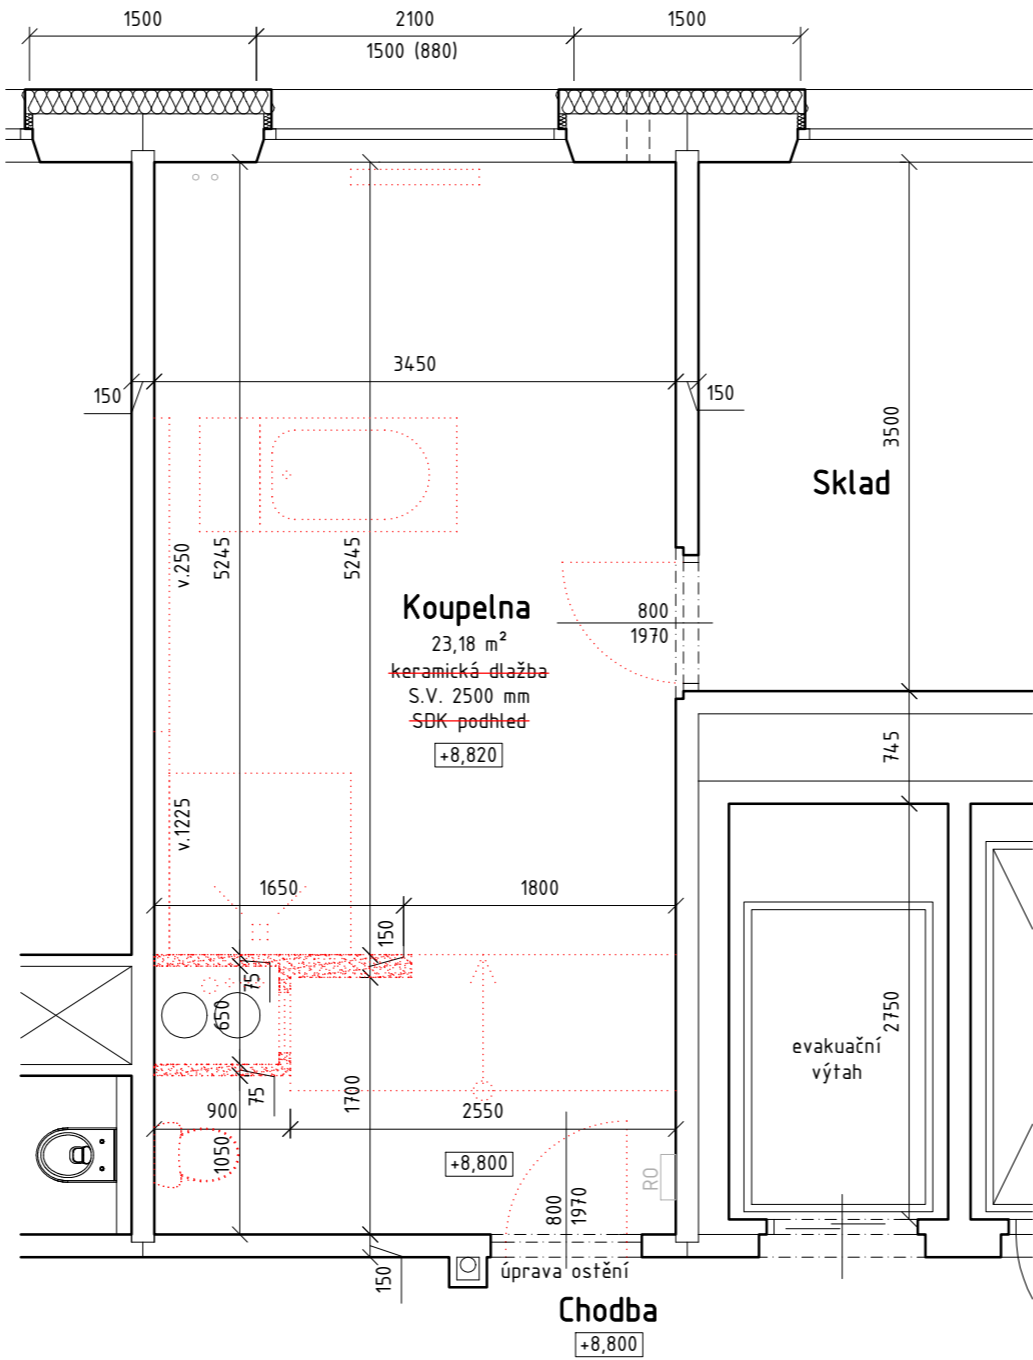 1500
2100
1500
1500 (880)
3450
150
150
3500
Sklad
v.250
5245
5245
Koupelna
23,18 m²
keramická dlažba
S.V. 2500 mm
SDK podhled
+8,820
800
1970
745
v.1225
1650
1800
150
75
650
2750
evakuační
výtah
75
1700
900
2550
1050
+8,800
RO
800
1970
150
úprava ostění
Chodba
+8,800